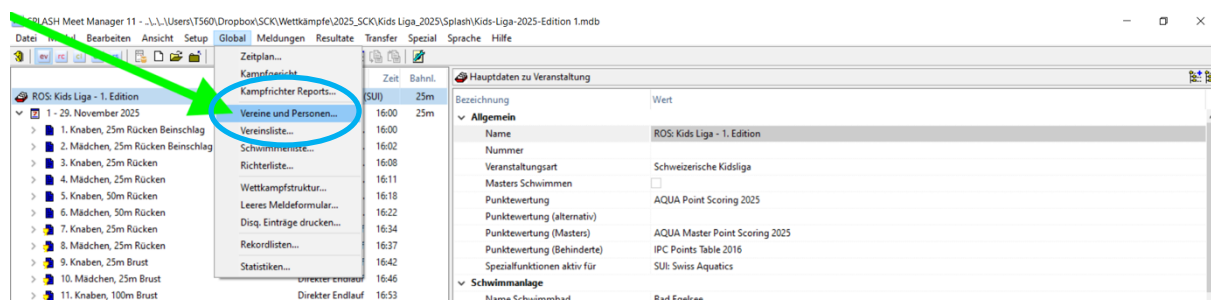 SPLASH Meet Manager 11 - ..\..\..\Users\T560\Dropbox\SCK\Wettkämpfe\2025_SCK\Kids Liga_2025\Splash\Kids-Liga-2025-Edition 1.mdb
Datei Bearbeiten Ansicht Setup Global Meldungen Resultate Transfer Spezial Sprache Hilfe
ev rc
Zeitplan...
Kampfgericht
Kampfrichter Reports...
Vereine und Personen...
Vereinsliste...
Schwimmerliste...
Richterliste...
Wettkampfstruktur...
Leeres Meldeformular...
Disq. Einträge drucken...
Rekordlisten...
Statistiken...
Zeit Bahnl.
ROS: Kids Liga - 1. Edition (SUI) 25m
1 - 29. November 2025 16:00 25m
1. Knaben, 25m Rücken Beinschlag 16:00
2. Mädchen, 25m Rücken Beinschlag 16:02
3. Knaben, 25m Rücken 16:08
4. Mädchen, 25m Rücken 16:11
5. Knaben, 50m Rücken 16:18
6. Mädchen, 50m Rücken 16:22
7. Knaben, 25m Rücken 16:34
8. Mädchen, 25m Rücken 16:37
9. Knaben, 25m Brust 16:42
10. Mädchen, 25m Brust Direkter Endlauf 16:46
11. Knaben, 100m Brust Direkter Endlauf 16:53
Hauptdaten zu Veranstaltung
Bezeichnung Wert
Allgemein
Name ROS: Kids Liga - 1. Edition
Nummer
Veranstaltungsart Schweizerische Kidsliga
Masters Schwimmen
Punktewertung AQUA Point Scoring 2025
Punktewertung (alternativ)
Punktewertung (Masters) AQUA Master Point Scoring 2025
Punktewertung (Behinderte) IPC Points Table 2016
Spezialfunktionen aktiv für SUI: Swiss Aquatics
Schwimmanlage
Name Schwimmbad Bad Egelsee